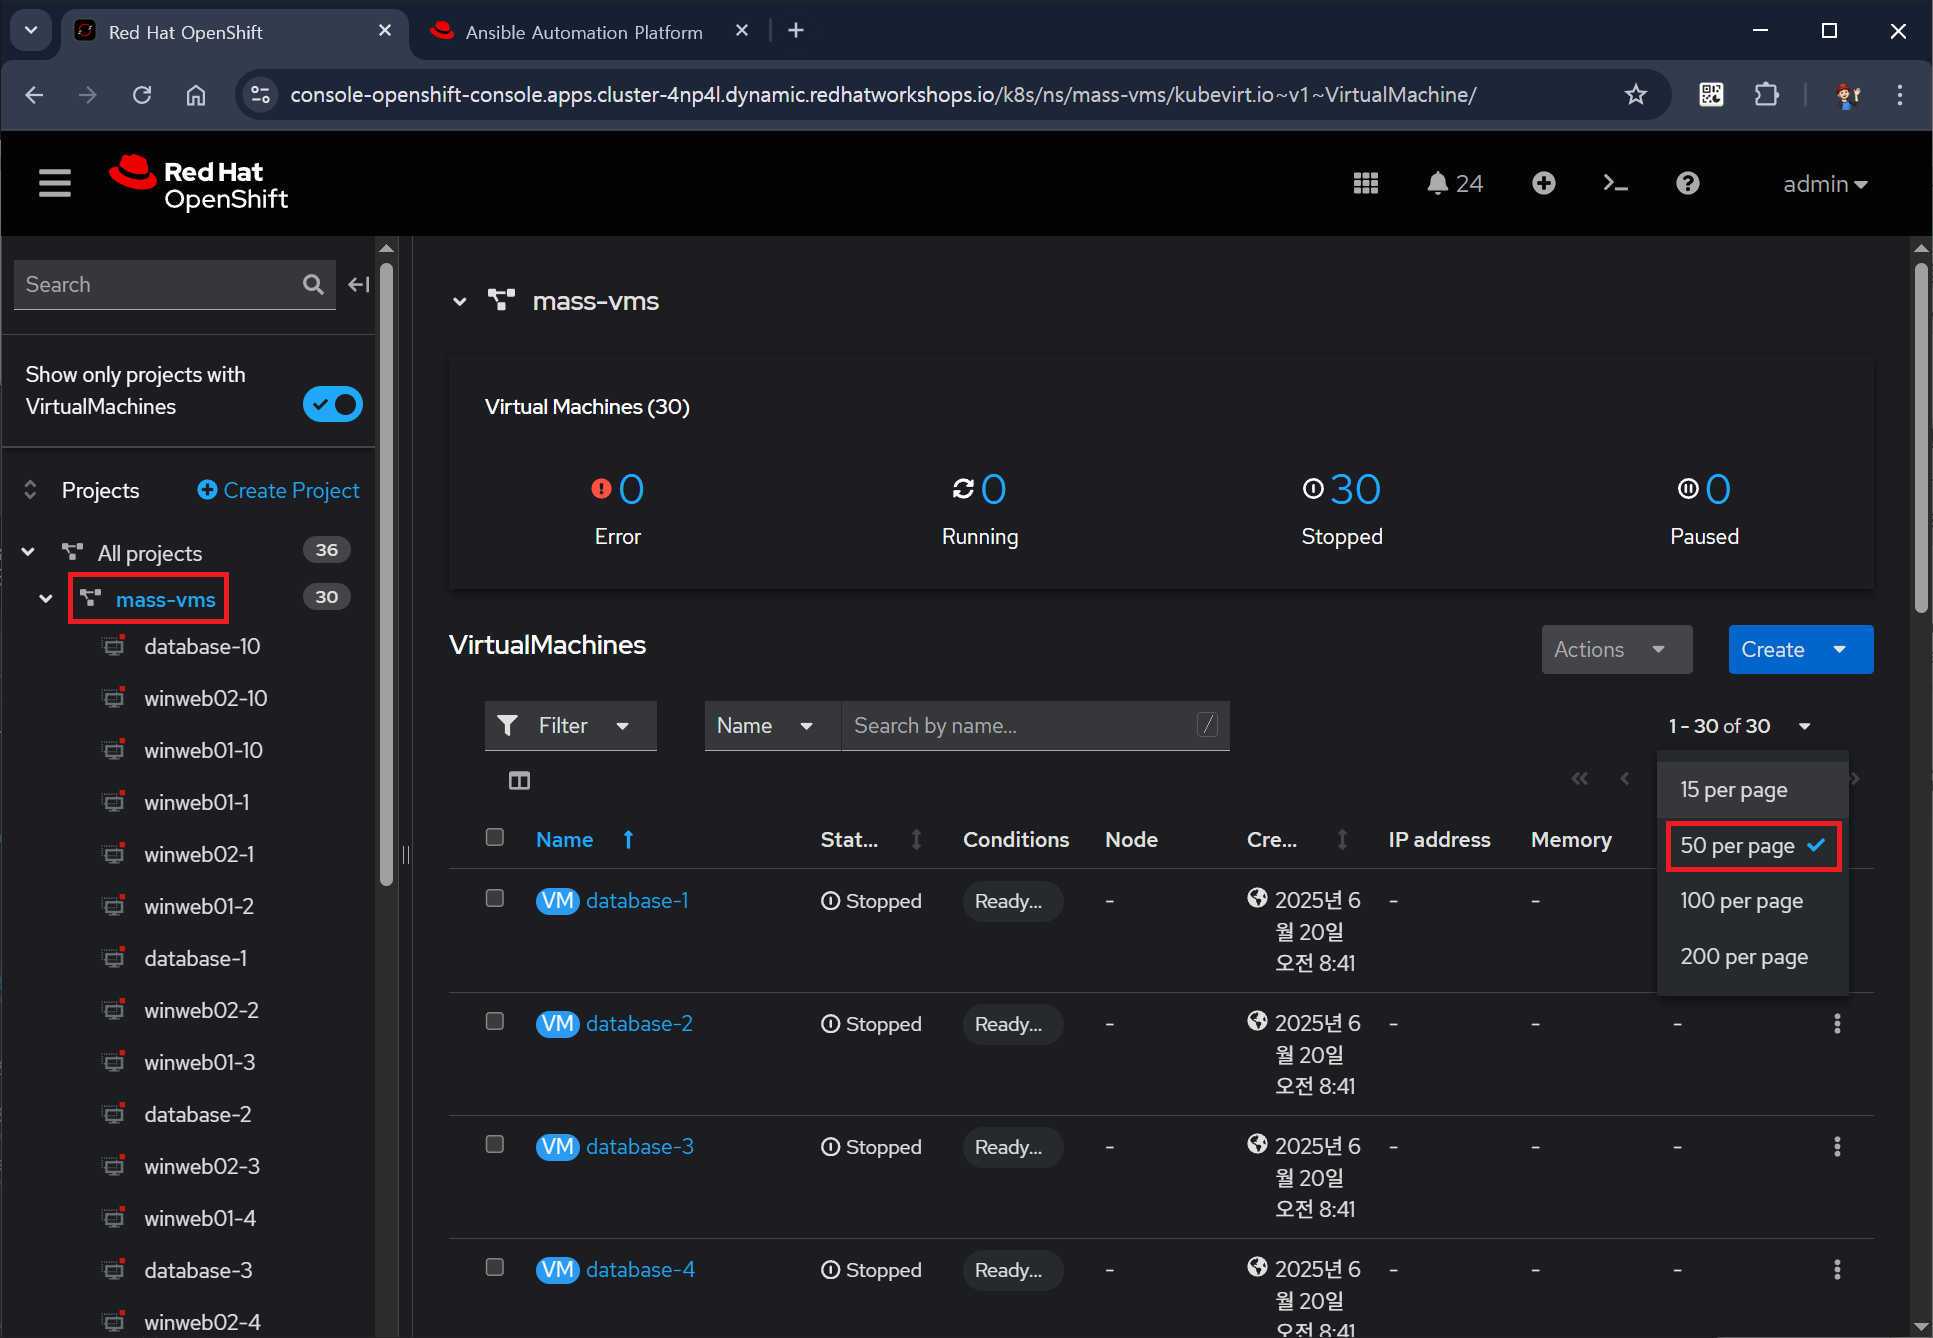 Red Hat OpenShift
Ansible Automation Platform
console-openshift-console.apps.cluster-4np4l.dynamic.redhatworkshops.io/k8s/ns/mass-vms/kubevirt.io~v1~VirtualMachine/
Red Hat
OpenShift
24
admin
Search
Show only projects with
VirtualMachines
Projects
Create Project
All projects
36
mass-vms
30
database-10
winweb02-10
winweb01-10
winweb01-1
winweb02-1
winweb01-2
database-1
winweb02-2
winweb01-3
database-2
winweb02-3
winweb01-4
database-3
winweb02-4
mass-vms
Virtual Machines (30)
0
Error
0
Running
30
Stopped
0
Paused
VirtualMachines
Actions
Create
Filter
Name
Search by name...
/
1 - 30 of 30
15 per page
50 per page
100 per page
200 per page
Name
Stat...
Conditions
Node
Cre...
IP address
Memory
VM database-1
Stopped
Ready...
-
2025년 6
월 20일
오전 8:41
-
-
VM database-2
Stopped
Ready...
-
2025년 6
월 20일
오전 8:41
-
-
-
VM database-3
Stopped
Ready...
-
2025년 6
월 20일
오전 8:41
-
-
-
VM database-4
Stopped
Ready...
-
2025년 6
월 20일
오전 8:41
-
-
-